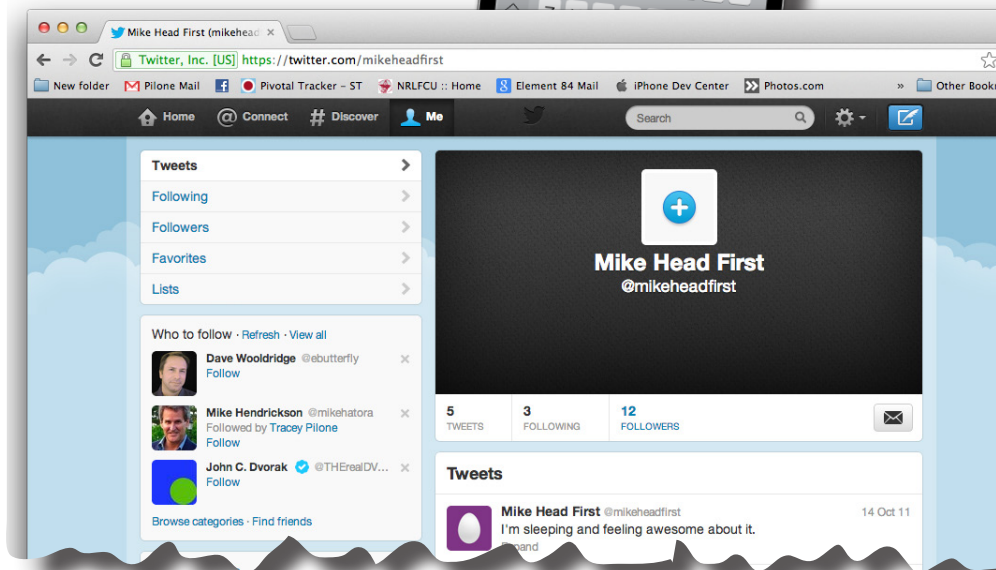 Mike Head First (mikehead
Twitter, Inc. [US] https://twitter.com/mikeheadfirst
New folder Pilone Mail Pivotal Tracker – ST NRLFCU :: Home Element 84 Mail iPhone Dev Center Photos.com » Other Bookm
Home Connect Discover Me Search
Tweets
Following
Followers
Favorites
Lists
Who to follow · Refresh · View all
Dave Wooldridge @ebutterfly
Follow
Mike Hendrickson @mikehatora
Followed by Tracey Pilone
Follow
John C. Dvorak @THErealDV...
Follow
Browse categories · Find friends
Mike Head First
@mikeheadfirst
5 3 12
TWEETS FOLLOWING FOLLOWERS
Tweets
Mike Head First @mikeheadfirst 14 Oct 11
I'm sleeping and feeling awesome about it.